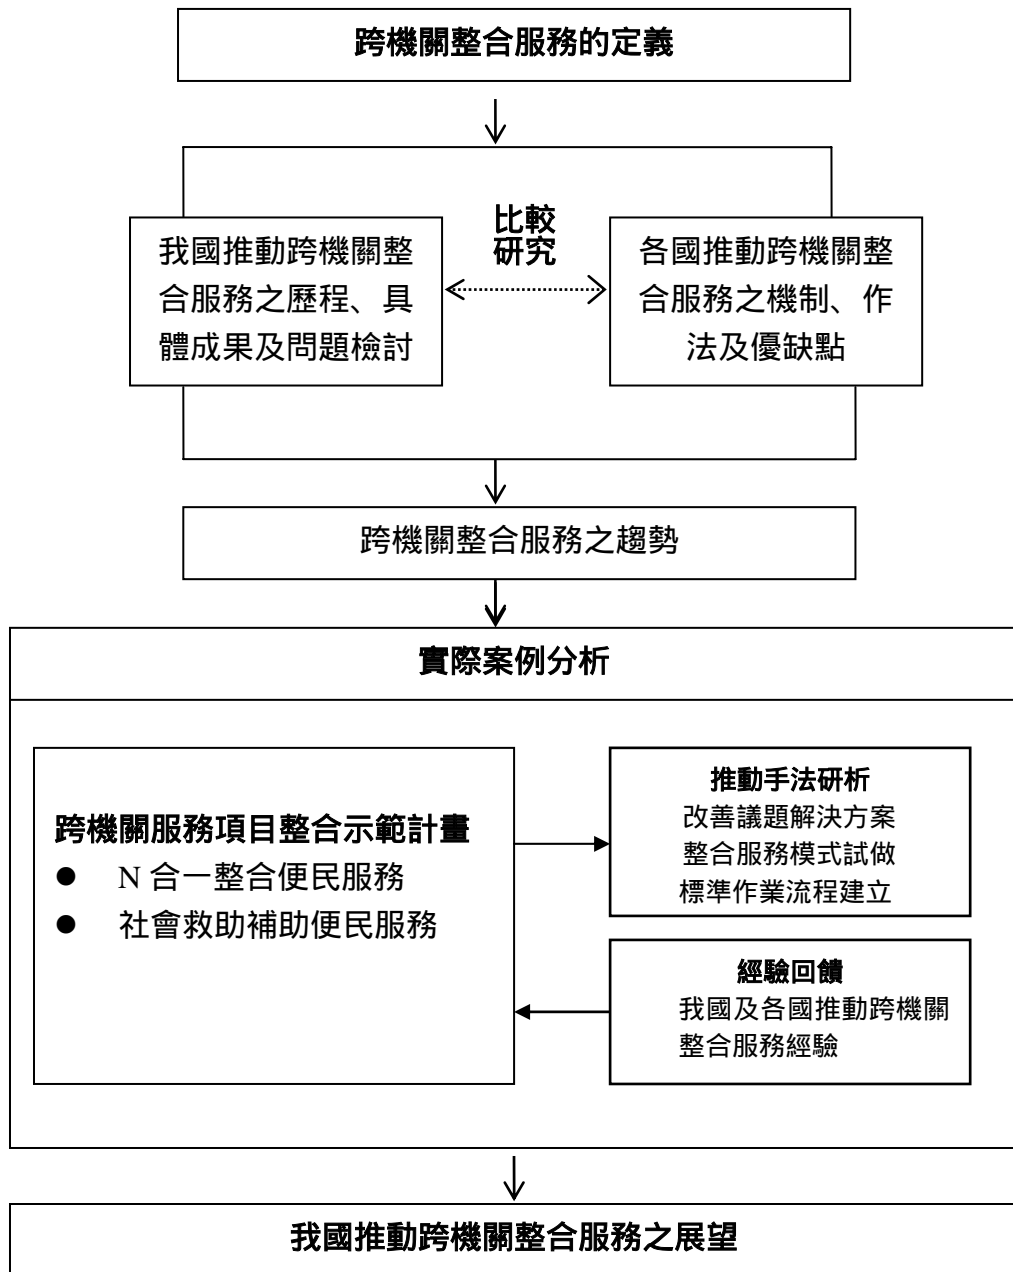 跨機關整合服務的定義
比較
研究
我國推動跨機關整
合服務之歷程、具
體成果及問題檢討
各國推動跨機關整
合服務之機制、作
法及優缺點
跨機關整合服務之趨勢
實際案例分析
跨機關服務項目整合示範計畫
● N 合一整合便民服務
● 社會救助補助便民服務
推動手法研析
改善議題解決方案
整合服務模式試做
標準作業流程建立
經驗回饋
我國及各國推動跨機關
整合服務經驗
我國推動跨機關整合服務之展望